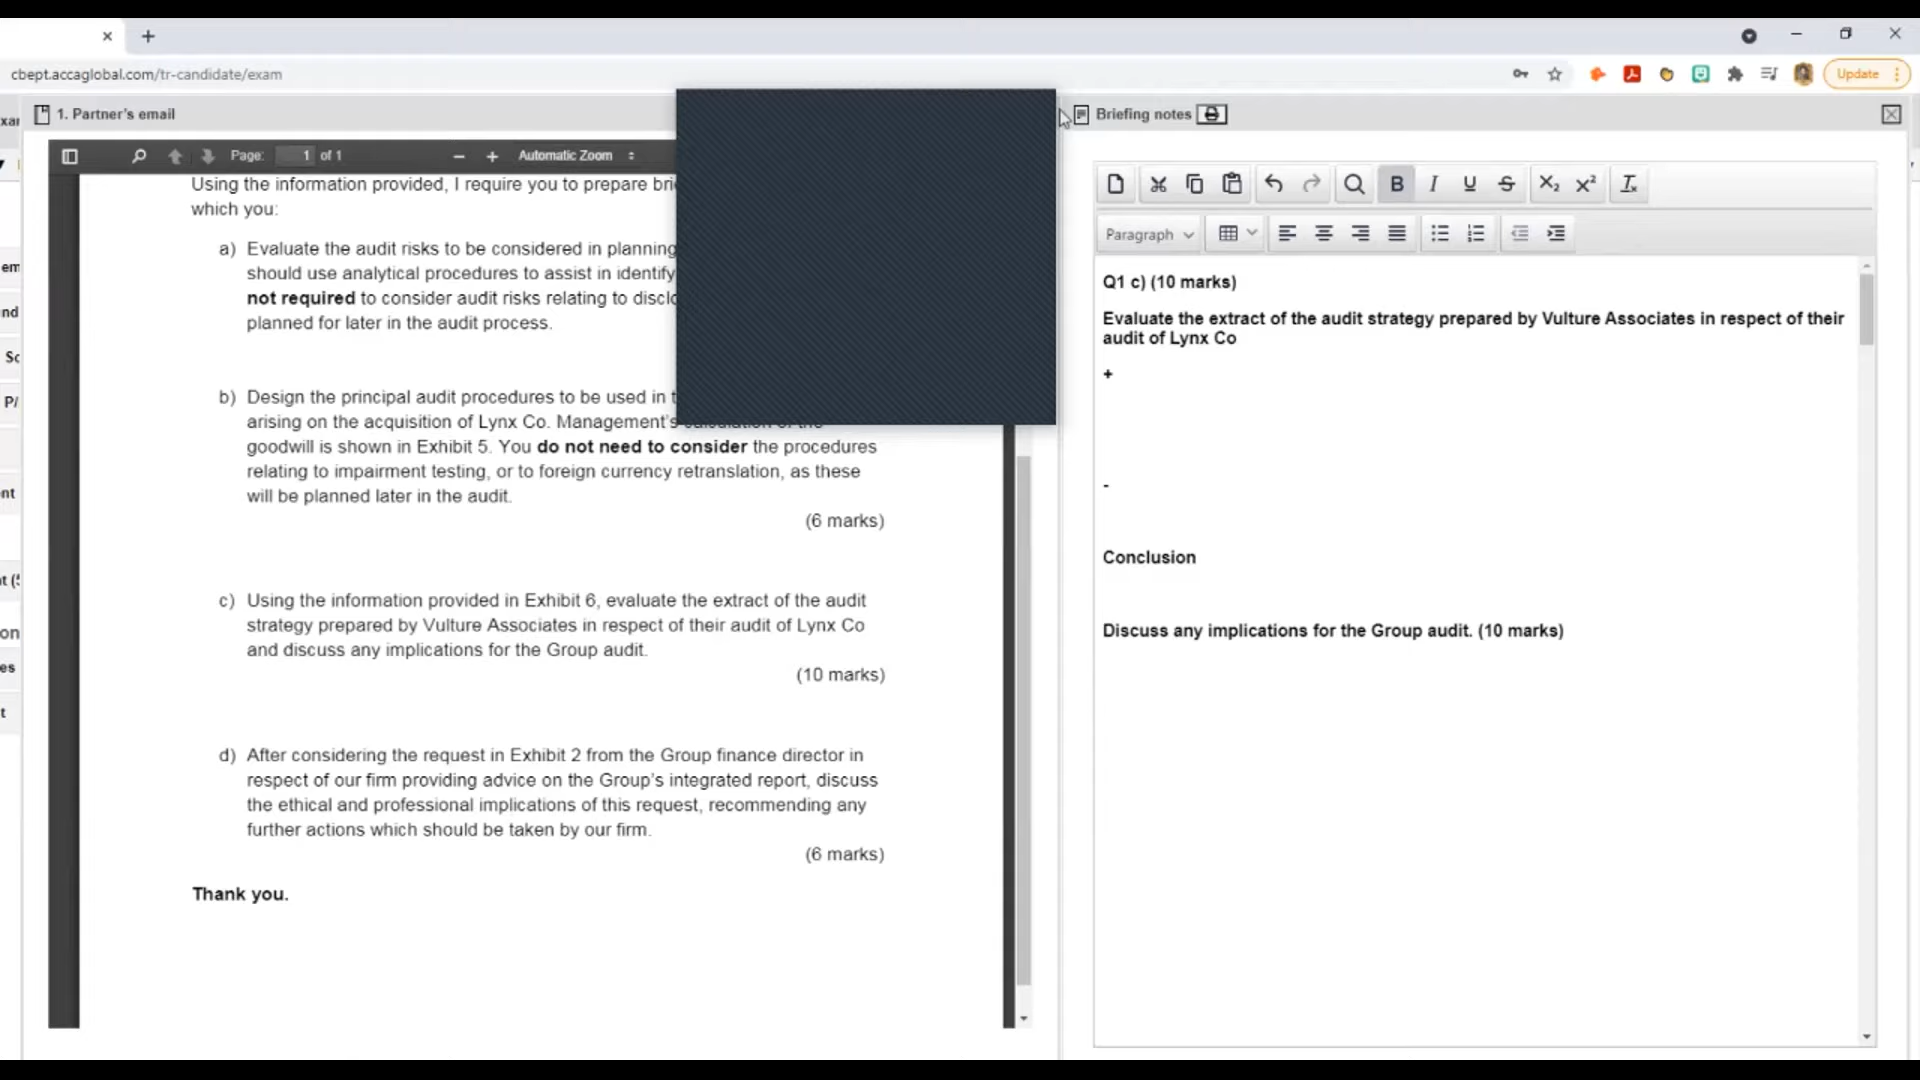 cbept.accaglobal.com/tr-candidate/exam
Update
1. Partner's email
Page: 1 of 1
Automatic Zoom
Using the information provided, I require you to prepare
which you:
a) Evaluate the audit risks to be considered in planning
should use analytical procedures to assist in
not required to consider audit risks relating to
planned for later in the audit process.
b) Design the principal audit procedures to be used in
arising on the acquisition of Lynx Co. Management's
goodwill is shown in Exhibit 5. You do not need to consider the procedures
relating to impairment testing, or to foreign currency retranslation, as these
will be planned later in the audit.
(6 marks)
c) Using the information provided in Exhibit 6, evaluate the extract of the audit
strategy prepared by Vulture Associates in respect of their audit of Lynx Co
and discuss any implications for the Group audit.
(10 marks)
d) After considering the request in Exhibit 2 from the Group finance director in
respect of our firm providing advice on the Group's integrated report, discuss
the ethical and professional implications of this request, recommending any
further actions which should be taken by our firm.
(6 marks)
Thank you.
Briefing notes
Paragraph
Q1 c) (10 marks)
Evaluate the extract of the audit strategy prepared by Vulture Associates in respect of their
audit of Lynx Co
+
-
Conclusion
Discuss any implications for the Group audit. (10 marks)